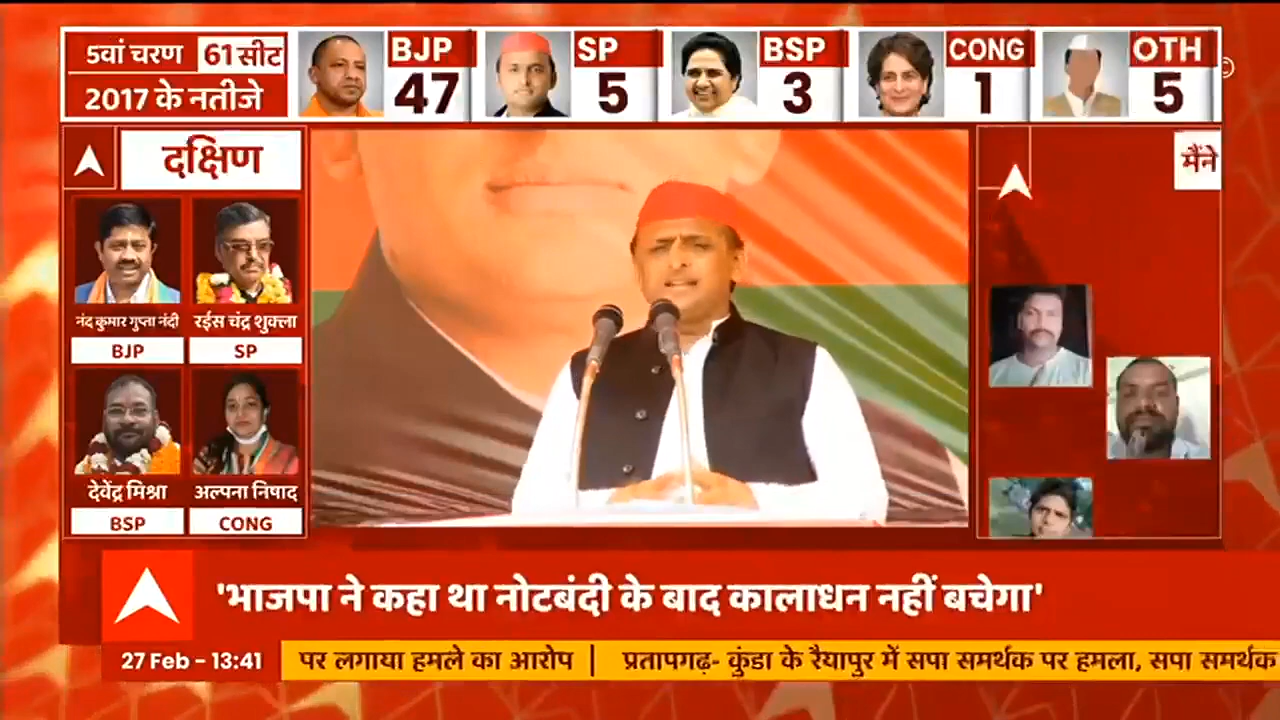 5वां चरण 61 सीट
2017 के नतीजे
BJP
47
SP
5
BSP
3
CONG
1
OTH
5
©
दक्षिण
नंद कुमार गुप्ता नंदी
BJP
रईस चंद्र शुक्ला
SP
देवेंद्र मिश्रा
BSP
अल्पना निषाद
CONG
मैंने
'भाजपा ने कहा था नोटबंदी के बाद कालाधन नहीं बचेगा'
27 Feb - 13:41
पर लगाया हमले का आरोप | प्रतापगढ़- कुंडा के रैयापुर में सपा समर्थक पर हमला, सपा समर्थक